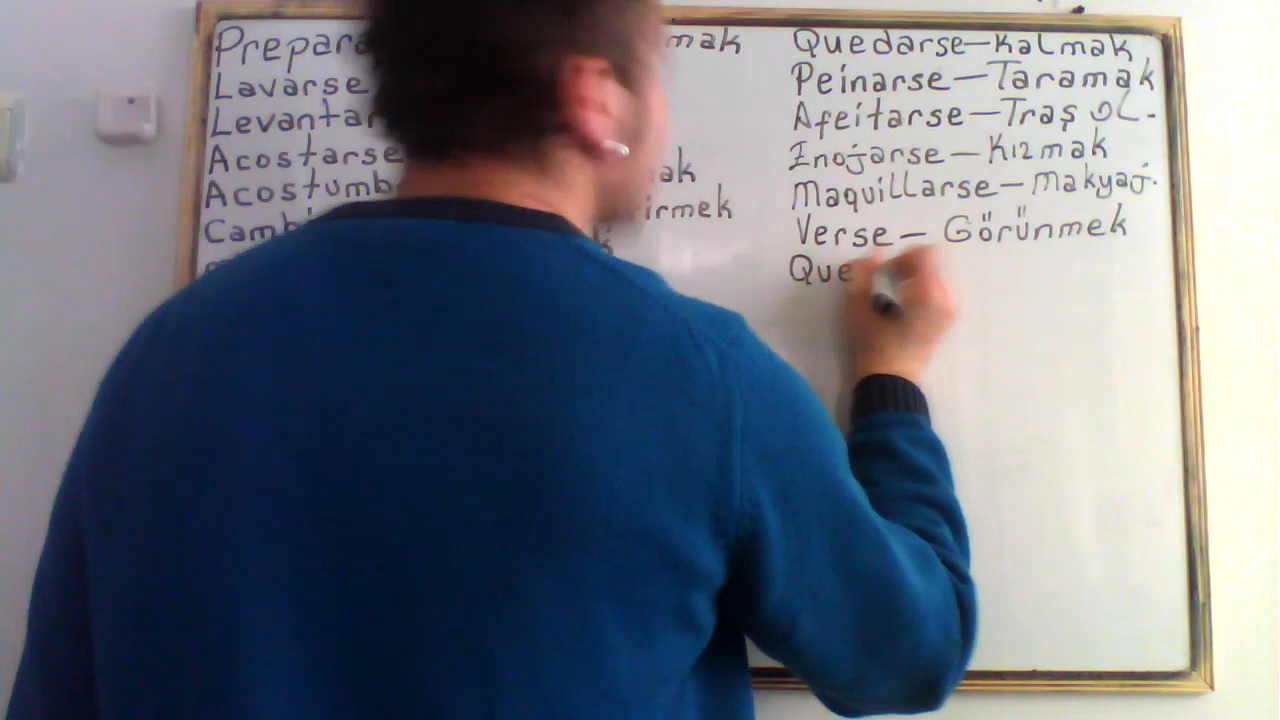 Prepara mak
Lavarse
Levantar
Acostarse ak
Acostumb irmek
Cambi
Quedarse-Kalmak
Peinarse-Taramak
Afeitarse-Traş ol.
Enojarse-Kızmak
Maquillarse-Makyaj.
Verse-Görünmek
Que